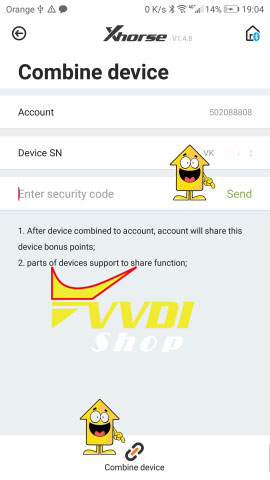 Orange
0 K/s 4G 14% 19:04
Xhorse V1.4.8
Combine device
Account 502088808
Device SN VK
Enter security code Send
1. After device combined to account, account will share this
device bonus points;
2. parts of devices support to share function;
VVDI
Shop
Combine device